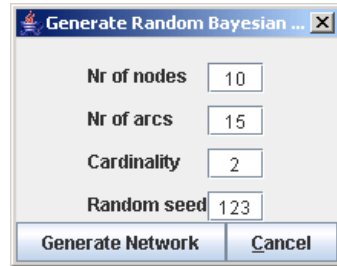 Generate Random Bayesian ...
Nr of nodes 10
Nr of arcs 15
Cardinality 2
Random seed 123
Generate Network Cancel